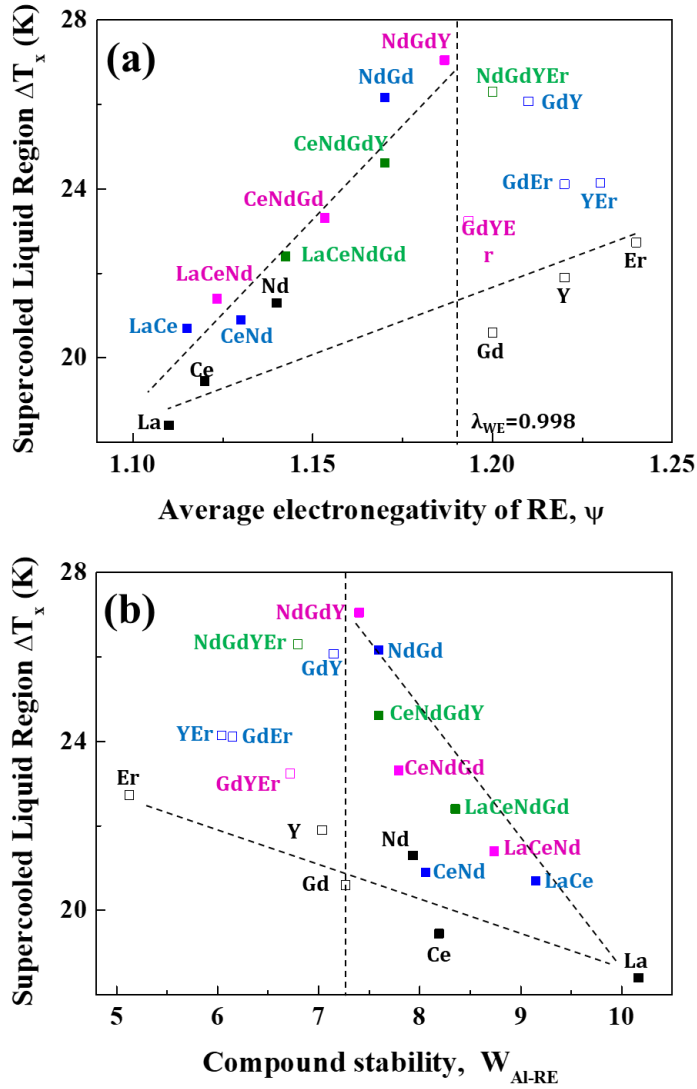 Supercooled Liquid Region ΔTx (K)
(a)
28
24
20
NdGdY
NdGd
NdGdYEr
GdY
CeNdGdY
GdEr
YEr
CeNdGd
GdYE
r
LaCeNdGd
Er
LaCeNd
Nd
Y
LaCe
CeNd
Gd
Ce
La
λWE=0.998
1.10 1.15 1.20 1.25
Average electronegativity of RE, ψ
Supercooled Liquid Region ΔTx (K)
(b)
28
24
20
NdGdY
NdGdYEr
NdGd
GdY
CeNdGdY
YEr
GdEr
Er
GdYEr
CeNdGd
LaCeNdGd
Y
Nd
LaCeNd
Gd
CeNd
LaCe
Ce
La
5 6 7 8 9 10
Compound stability, WAl-RE